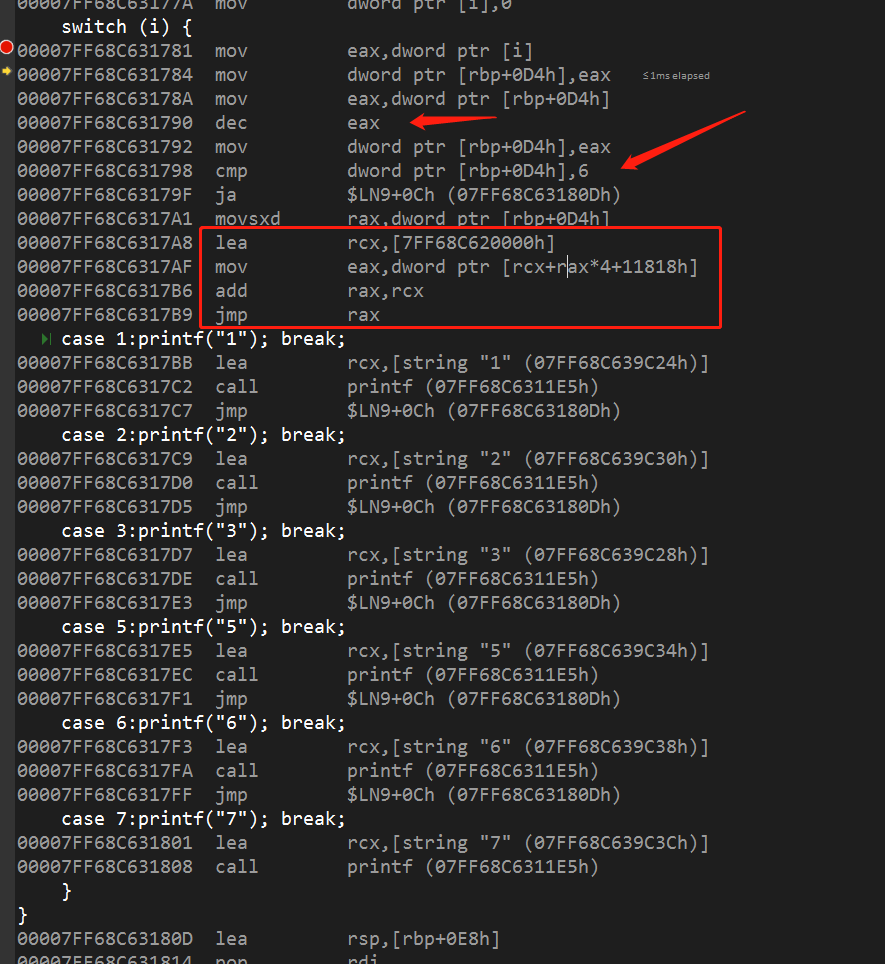 00007FF68C63177A  mov         dword ptr [i],0
    switch (i) {
00007FF68C631781  mov         eax,dword ptr [i]
00007FF68C631784  mov         dword ptr [rbp+0D4h],eax   ≤1ms elapsed
00007FF68C63178A  mov         eax,dword ptr [rbp+0D4h]
00007FF68C631790  dec         eax
00007FF68C631792  mov         dword ptr [rbp+0D4h],eax
00007FF68C631798  cmp         dword ptr [rbp+0D4h],6
00007FF68C63179F  ja          $LN9+0Ch (07FF68C63180Dh)
00007FF68C6317A1  movsxd      rax,dword ptr [rbp+0D4h]
00007FF68C6317A8  lea         rcx,[7FF68C620000h]
00007FF68C6317AF  mov         eax,dword ptr [rcx+rax*4+11818h]
00007FF68C6317B6  add         rax,rcx
00007FF68C6317B9  jmp         rax
    case 1:printf("1"); break;
00007FF68C6317BB  lea         rcx,[string "1" (07FF68C639C24h)]
00007FF68C6317C2  call        printf (07FF68C6311E5h)
00007FF68C6317C7  jmp         $LN9+0Ch (07FF68C63180Dh)
    case 2:printf("2"); break;
00007FF68C6317C9  lea         rcx,[string "2" (07FF68C639C30h)]
00007FF68C6317D0  call        printf (07FF68C6311E5h)
00007FF68C6317D5  jmp         $LN9+0Ch (07FF68C63180Dh)
    case 3:printf("3"); break;
00007FF68C6317D7  lea         rcx,[string "3" (07FF68C639C28h)]
00007FF68C6317DE  call        printf (07FF68C6311E5h)
00007FF68C6317E3  jmp         $LN9+0Ch (07FF68C63180Dh)
    case 5:printf("5"); break;
00007FF68C6317E5  lea         rcx,[string "5" (07FF68C639C34h)]
00007FF68C6317EC  call        printf (07FF68C6311E5h)
00007FF68C6317F1  jmp         $LN9+0Ch (07FF68C63180Dh)
    case 6:printf("6"); break;
00007FF68C6317F3  lea         rcx,[string "6" (07FF68C639C38h)]
00007FF68C6317FA  call        printf (07FF68C6311E5h)
00007FF68C6317FF  jmp         $LN9+0Ch (07FF68C63180Dh)
    case 7:printf("7"); break;
00007FF68C631801  lea         rcx,[string "7" (07FF68C639C3Ch)]
00007FF68C631808  call        printf (07FF68C6311E5h)
    }
}
00007FF68C63180D  lea         rsp,[rbp+0E8h]
00007FF68C631814  pop         rdi